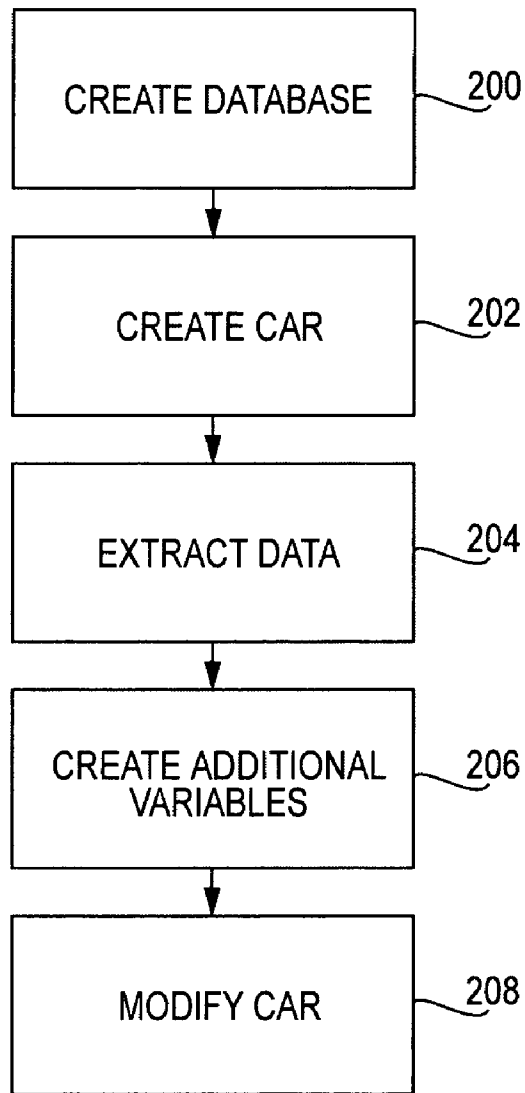 CREATE DATABASE
200
CREATE CAR
202
EXTRACT DATA
204
CREATE ADDITIONAL
VARIABLES
206
MODIFY CAR
208